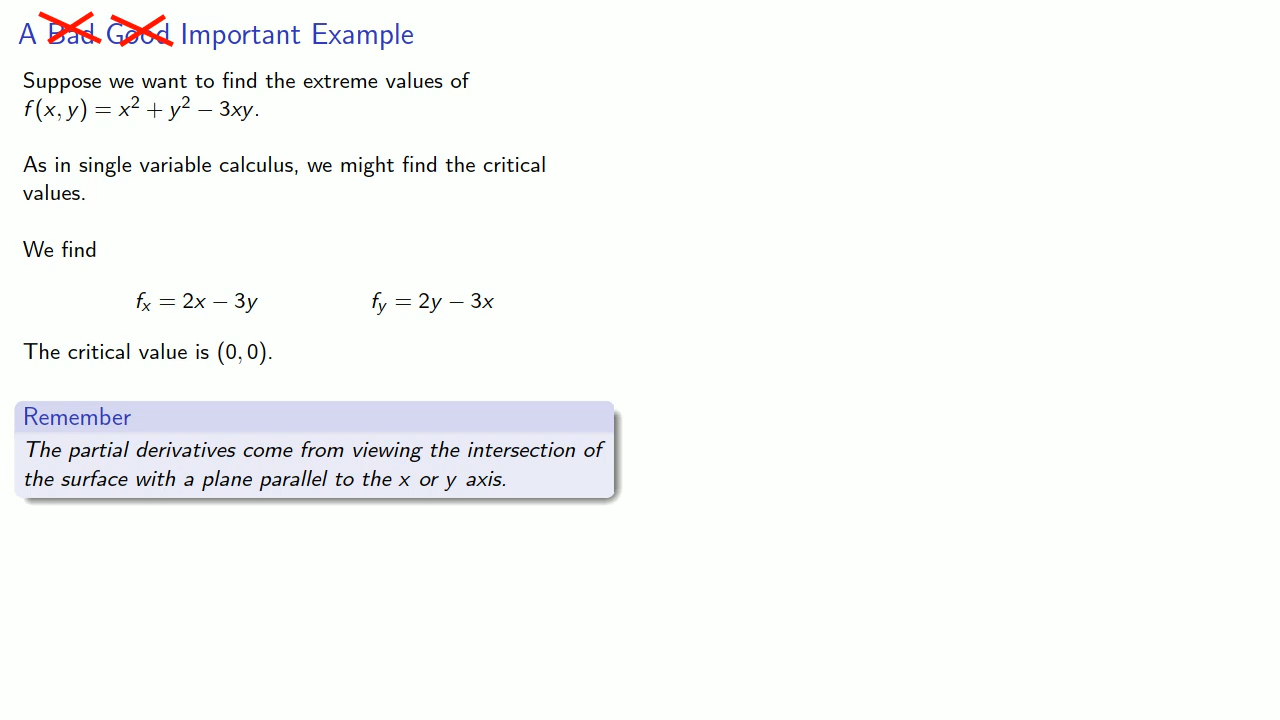 A Bad Good Important Example
Suppose we want to find the extreme values of
f(x, y) = x² + y² − 3xy.
As in single variable calculus, we might find the critical
values.
We find
fₓ = 2x − 3y    f_y = 2y − 3x
The critical value is (0, 0).
Remember
The partial derivatives come from viewing the intersection of
the surface with a plane parallel to the x or y axis.